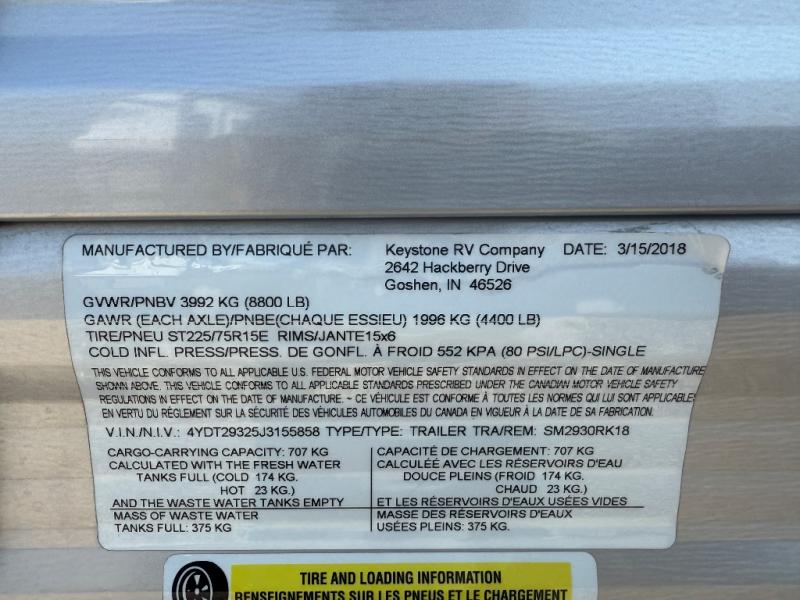 MANUFACTURED BY/FABRIQUÉ PAR: Keystone RV Company DATE: 3/15/2018
2642 Hackberry Drive
Goshen, IN 46526
GVWR/PNBV 3992 KG (8800 LB)
GAWR (EACH AXLE)/PNBE(CHAQUE ESSIEU) 1996 KG (4400 LB)
TIRE/PNEU ST225/75R15E RIMS/JANTE15x6
COLD INFL. PRESS/PRESS. DE GONFL. À FROID 552 KPA (80 PSI/LPC)-SINGLE
THIS VEHICLE CONFORMS TO ALL APPLICABLE U.S. FEDERAL MOTOR VEHICLE SAFETY STANDARDS IN EFFECT ON THE DATE OF MANUFACTURE
SHOWN ABOVE. THIS VEHICLE CONFORMS TO ALL APPLICABLE STANDARDS PRESCRIBED UNDER THE CANADIAN MOTOR VEHICLE SAFETY
REGULATIONS IN EFFECT ON THE DATE OF MANUFACTURE. ~ CE VÉHICULE EST CONFORME À TOUTES LES NORMES QUI LUI SONT APPLICABLES
EN VERTU DU RÈGLEMENT SUR LA SÉCURITÉ DES VÉHICULES AUTOMOBILES DU CANADA EN VIGUEUR À LA DATE DE SA FABRICATION.
V.I.N./N.I.V.: 4YDT29325J3155858 TYPE/TYPE: TRAILER TRA/REM: SM2930RK18
CARGO-CARRYING CAPACITY: 707 KG
CALCULATED WITH THE FRESH WATER
TANKS FULL (COLD 174 KG.)
HOT 23 KG.)
AND THE WASTE WATER TANKS EMPTY
MASS OF WASTE WATER
TANKS FULL: 375 KG
CAPACITÉ DE CHARGEMENT: 707 KG
CALCULÉE AVEC LES RÉSERVOIRS D'EAU
DOUCE PLEINS (FROID 174 KG.
CHAUD 23 KG.)
ET LES RÉSERVOIRS D'EAUX USÉES VIDES
MASSE DES RÉSERVOIRS D'EAUX
USÉES PLEINS: 375 KG.
TIRE AND LOADING INFORMATION
RENSEIGNEMENTS SUR LES PNEUS ET LE CHARGEMENT